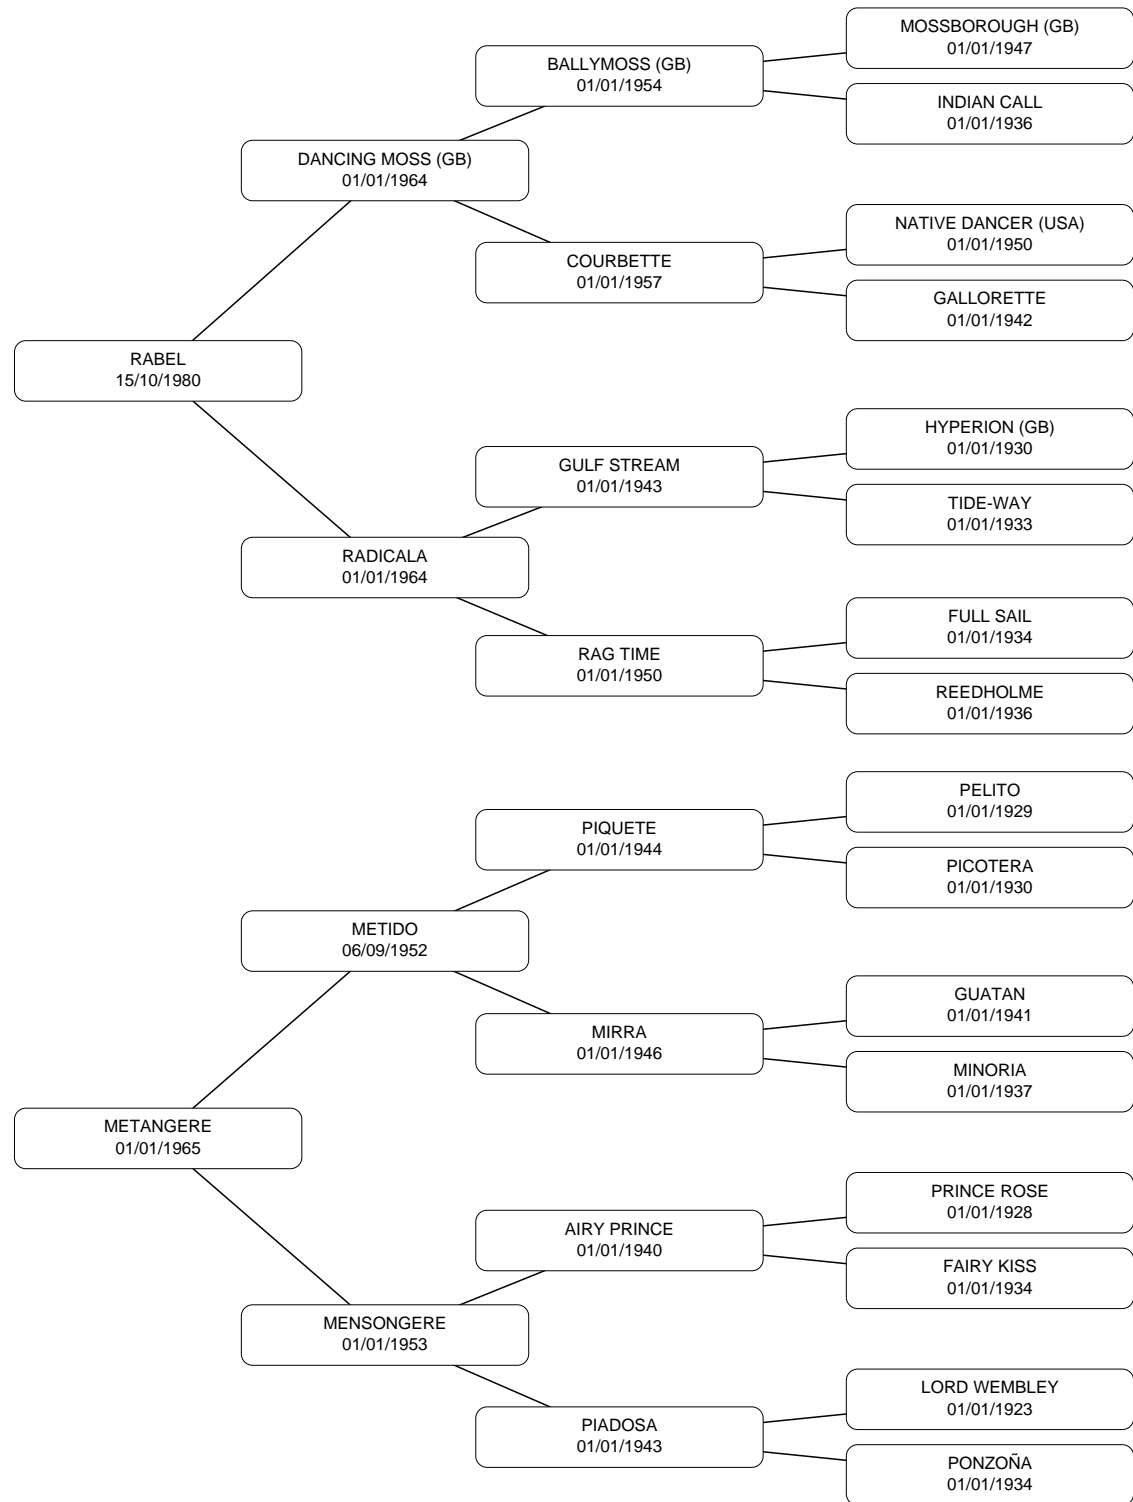 MOSSBOROUGH (GB)
01/01/1947
BALLYMOSS (GB)
01/01/1954
INDIAN CALL
01/01/1936
DANCING MOSS (GB)
01/01/1964
NATIVE DANCER (USA)
01/01/1950
COURBETTE
01/01/1957
GALLORETTE
01/01/1942
RABEL
15/10/1980
HYPERION (GB)
01/01/1930
GULF STREAM
01/01/1943
TIDE-WAY
01/01/1933
RADICALA
01/01/1964
FULL SAIL
01/01/1934
RAG TIME
01/01/1950
REEDHOLME
01/01/1936
PELITO
01/01/1929
PIQUETE
01/01/1944
PICOTERA
01/01/1930
METIDO
06/09/1952
GUATAN
01/01/1941
MIRRA
01/01/1946
MINORIA
01/01/1937
METANGERE
01/01/1965
PRINCE ROSE
01/01/1928
AIRY PRINCE
01/01/1940
FAIRY KISS
01/01/1934
MENSONGERE
01/01/1953
LORD WEMBLEY
01/01/1923
PIADOSA
01/01/1943
PONZOÑA
01/01/1934